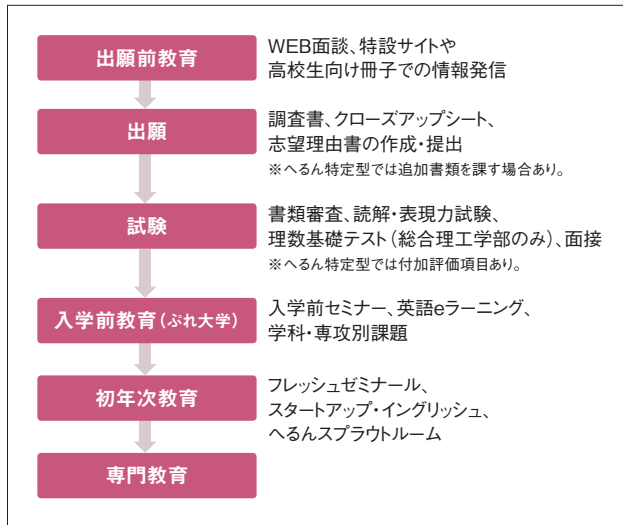 出願前教育
WEB面談、特設サイトや
高校生向け冊子での情報発信
出願
調査書、クローズアップシート、
志望理由書の作成・提出
※へるん特定型では追加書類を課す場合あり。
試験
書類審査、読解・表現力試験、
理数基礎テスト(総合理工学部のみ)、面接
※へるん特定型では付加評価項目あり。
入学前教育(ぷれ大学)
入学前セミナー、英語eラーニング、
学科・専攻別課題
初年次教育
フレッシュゼミナール、
スタートアップ・イングリッシュ、
へるんスプラウトルーム
専門教育